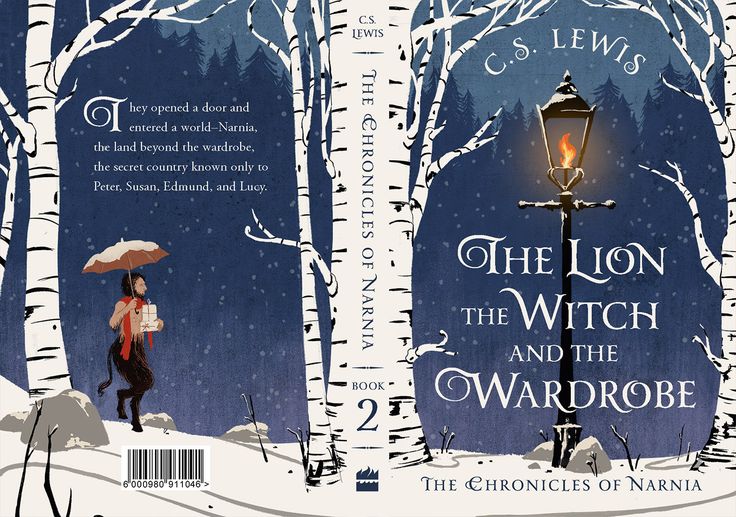 They opened a door and
entered a world–Narnia,
the land beyond the wardrobe,
the secret country known only to
Peter, Susan, Edmund, and Lucy.
6 000980 911046 >
C.S.
LEWIS
THE CHRONICLES OF NARNIA
BOOK
2
C.S. LEWIS
THE LION
THE WITCH
AND THE
WARDROBE
THE CHRONICLES OF NARNIA